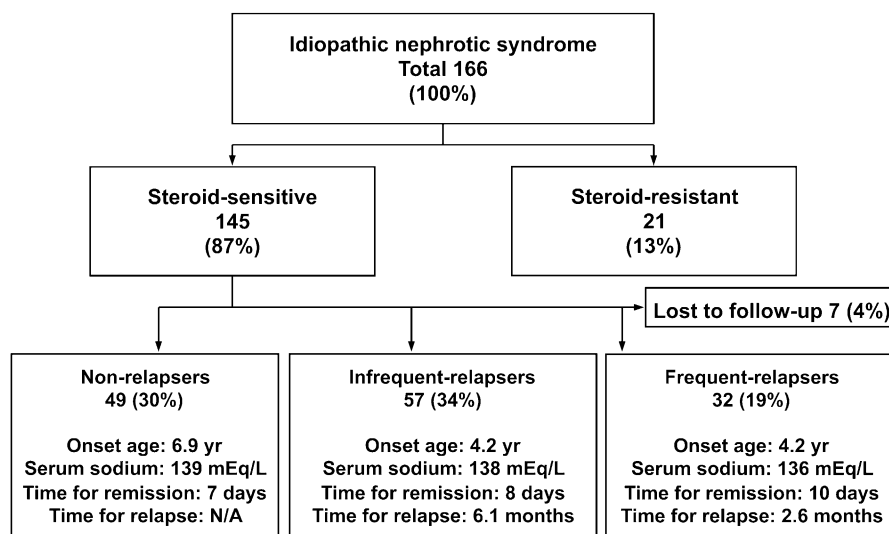 Idiopathic nephrotic syndrome
Total 166
(100%)
Steroid-sensitive
145
(87%)
Steroid-resistant
21
(13%)
Lost to follow-up 7 (4%)
Non-relapsers
49 (30%)
Onset age: 6.9 yr
Serum sodium: 139 mEq/L
Time for remission: 7 days
Time for relapse: N/A
Infrequent-relapsers
57 (34%)
Onset age: 4.2 yr
Serum sodium: 138 mEq/L
Time for remission: 8 days
Time for relapse: 6.1 months
Frequent-relapsers
32 (19%)
Onset age: 4.2 yr
Serum sodium: 136 mEq/L
Time for remission: 10 days
Time for relapse: 2.6 months